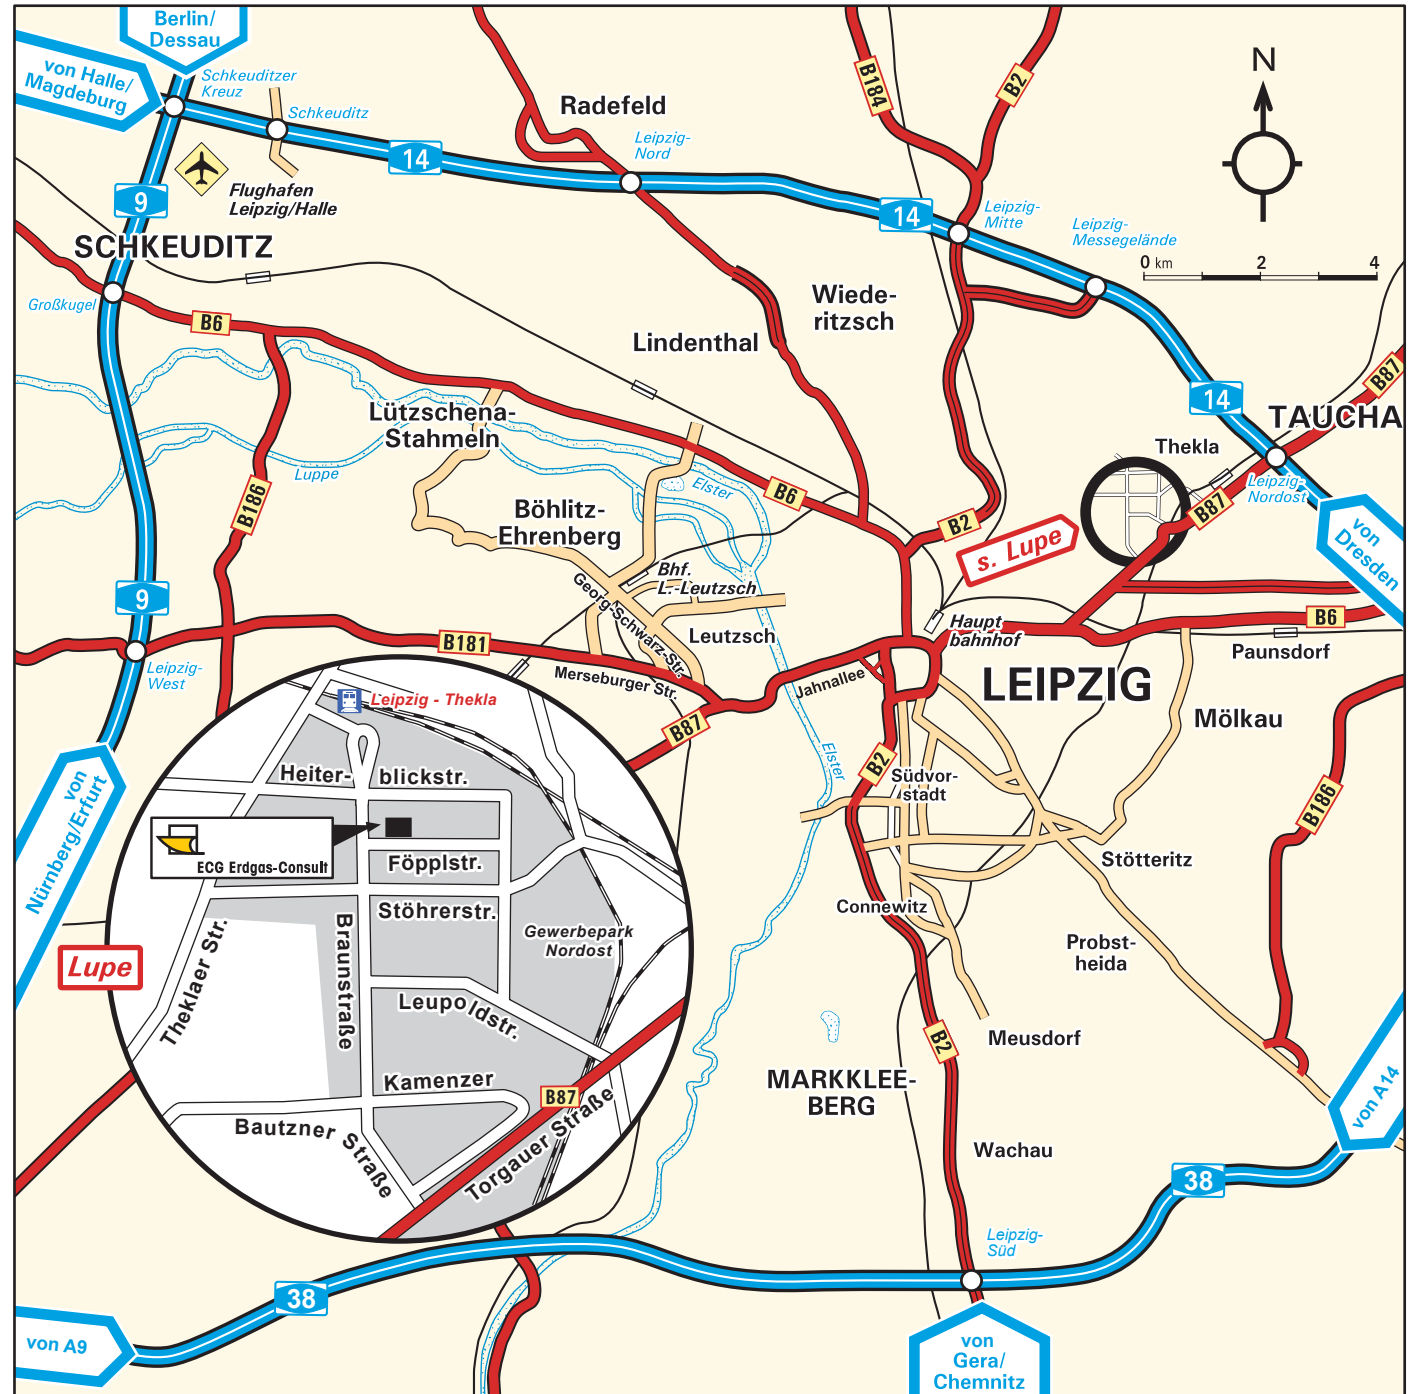 Berlin/
Dessau
von Halle/
Magdeburg
Schkeuditzer
Kreuz
Schkeuditz
14
9
Flughafen
Leipzig/Halle
SCHKEUDITZ
Großkugel
B6
Radefeld
Leipzig-
Nord
B184
B2
N
14
Leipzig-
Mitte
Leipzig-
Messegelände
0 km 2 4
Wiede-
ritzsch
Lindenthal
B87
14
TAUCHA
Thekla
Leipzig-
Nordost
B87
von
Dresden
Lützschena-
Stahmeln
Luppe
B186
Elster
B6
Böhlitz-
Ehrenberg
B2
s. Lupe
Bhf.
L.-Leutzsch
Georg-Schwarz-Str.
Leutzsch
9
B181
Leipzig-
West
Merseburger Str.
Jahnallee
B87
Haupt
bahnhof
LEIPZIG
B6
Paunsdorf
Mölkau
Elster
B2
Südvor-
stadt
B186
Stötteritz
Connewitz
Probst-
heida
B2
Meusdorf
MARKKLEE-
BERG
Wachau
von
Nürnberg/Erfurt
Lupe
Leipzig - Thekla
Heiter- blickstr.
ECG Erdgas-Consult
Föpplstr.
Stöhrerstr.
Gewerbepark
Nordost
Theklaer Str.
Braunstraße
Leupoldstr.
Kamenzer
B87
Bautzner Straße
Torgauer Straße
von A14
38
Leipzig-
Süd
38
von A9
von
Gera/
Chemnitz